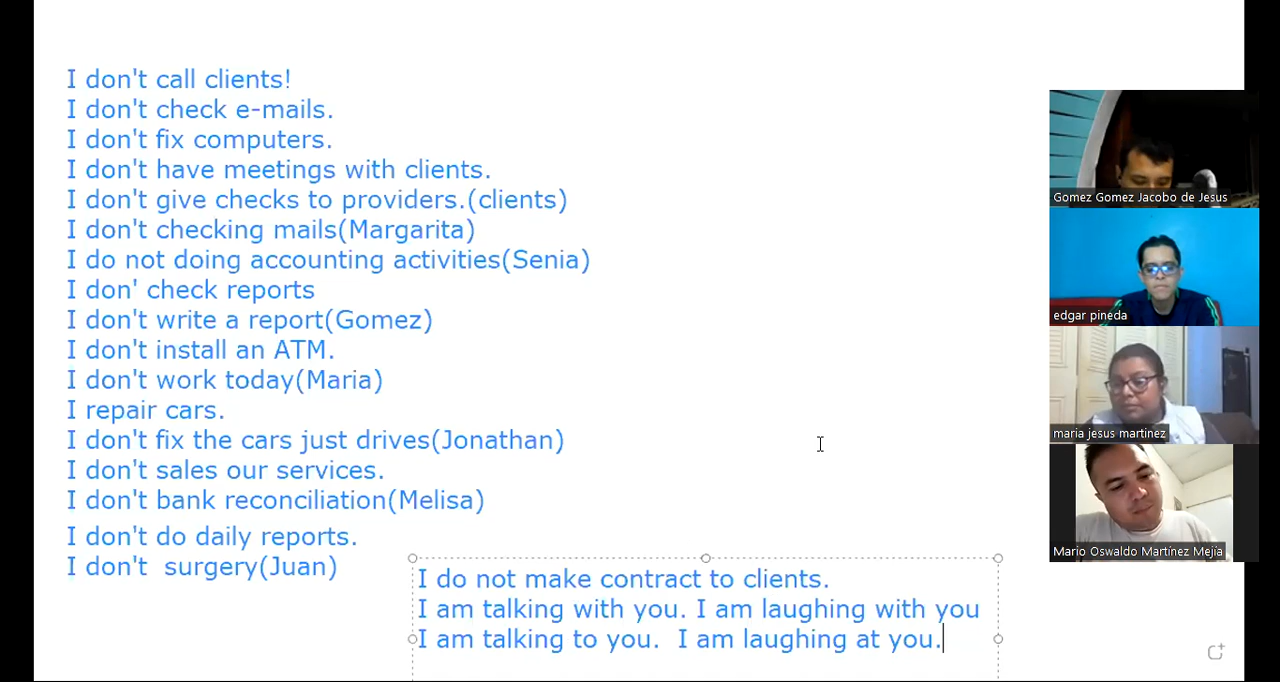 I don't call clients!
I don't check e-mails.
I don't fix computers.
I don't have meetings with clients.
I don't give checks to providers.(clients)
I don't checking mails(Margarita)
I do not doing accounting activities(Senia)
I don' check reports
I don't write a report(Gomez)
I don't install an ATM.
I don't work today(Maria)
I repair cars.
I don't fix the cars just drives(Jonathan)
I don't sales our services.
I don't bank reconciliation(Melisa)
I don't do daily reports.
I don't  surgery(Juan)
I do not make contract to clients.
I am talking with you. I am laughing with you
I am talking to you.  I am laughing at you.
Gomez Gomez Jacobo de Jesus
edgar pineda
maria jesus martinez
Mario Oswaldo Martínez Mejía